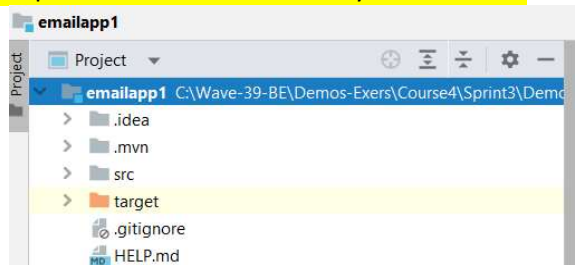 emailapp1
Project
Project
emailapp1 C:\Wave-39-BE\Demos-Exers\Course4\Sprint3\Demo
.idea
.mvn
src
target
.gitignore
MD HELP.md